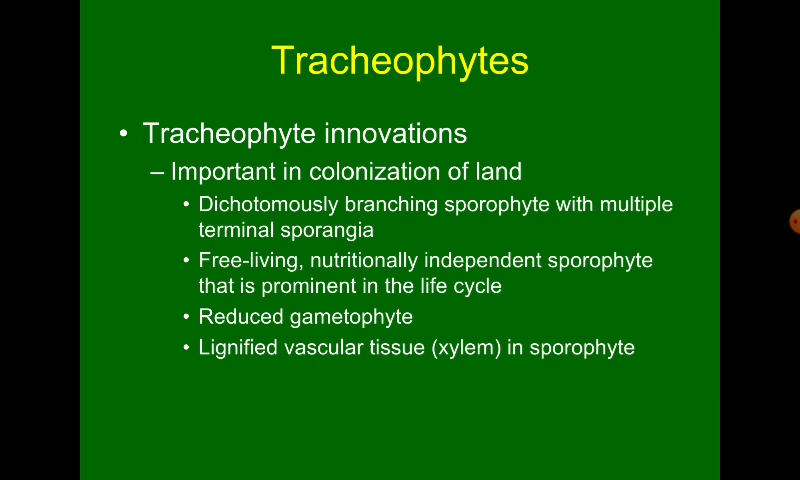 Tracheophytes
• Tracheophyte innovations
– Important in colonization of land
• Dichotomously branching sporophyte with multiple
terminal sporangia
• Free-living, nutritionally independent sporophyte
that is prominent in the life cycle
• Reduced gametophyte
• Lignified vascular tissue (xylem) in sporophyte